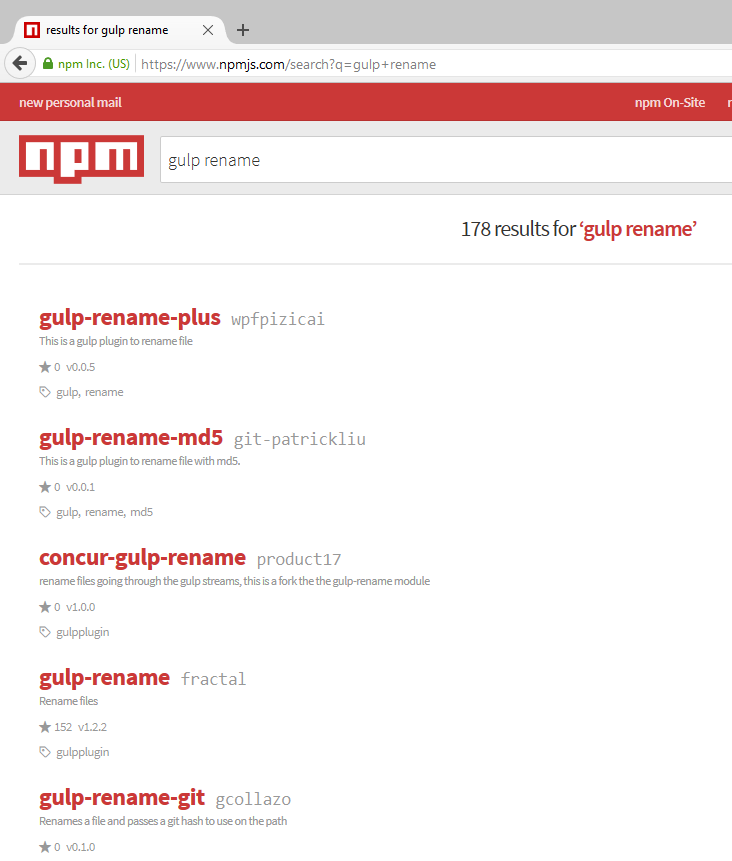 results for gulp rename
npm Inc. (US) https://www.npmjs.com/search?q=gulp+rename
new personal mail npm On-Site
npm gulp rename
178 results for ‘gulp rename’
gulp-rename-plus wpfpizicai
This is a gulp plugin to rename file
★ 0 v0.0.5
gulp, rename
gulp-rename-md5 git-patrickliu
This is a gulp plugin to rename file with md5.
★ 0 v0.0.1
gulp, rename, md5
concur-gulp-rename product17
rename files going through the gulp streams, this is a fork the the gulp-rename module
★ 0 v1.0.0
gulpplugin
gulp-rename fractal
Rename files
★ 152 v1.2.2
gulpplugin
gulp-rename-git gcollazo
Renames a file and passes a git hash to use on the path
★ 0 v0.1.0